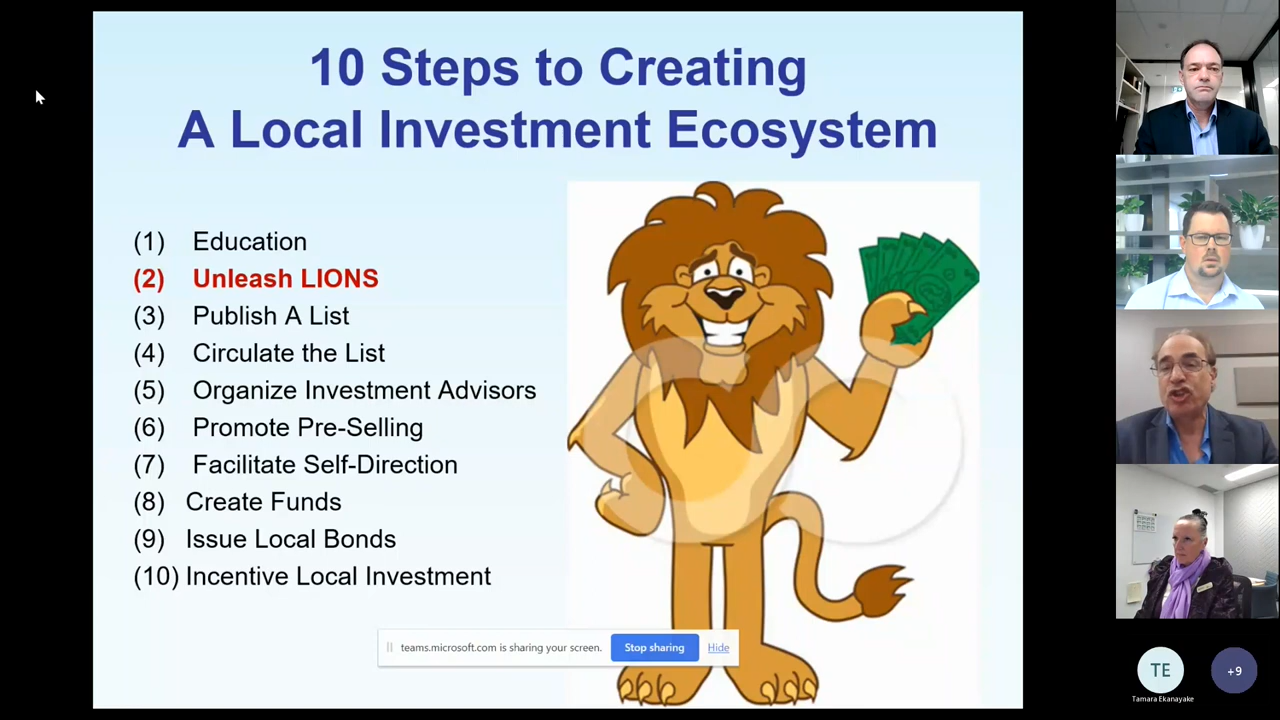 10 Steps to Creating
A Local Investment Ecosystem
(1) Education
(2) Unleash LIONS
(3) Publish A List
(4) Circulate the List
(5) Organize Investment Advisors
(6) Promote Pre-Selling
(7) Facilitate Self-Direction
(8) Create Funds
(9) Issue Local Bonds
(10) Incentive Local Investment
teams.microsoft.com is sharing your screen. Stop sharing Hide
TE
Tamara Ekanayake
+9